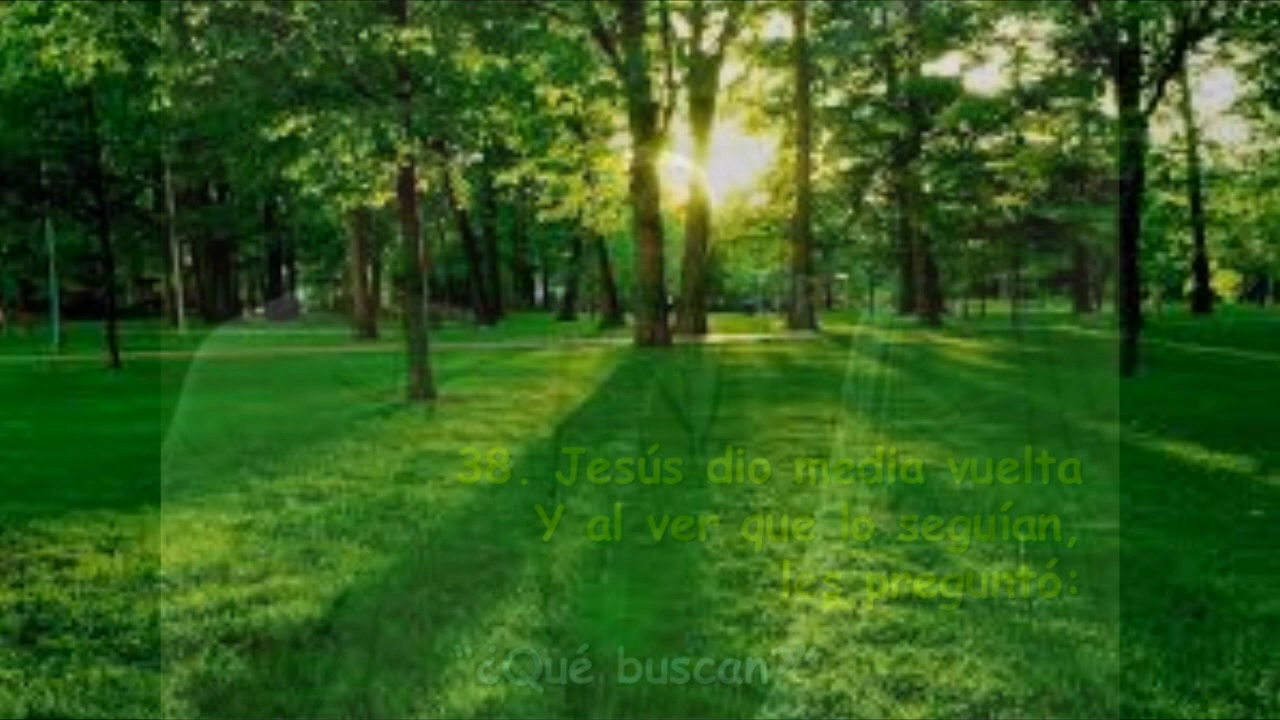 38. Jesús dio media vuelta
Y al ver que lo seguían,
les preguntó:
“¿Qué buscan?”